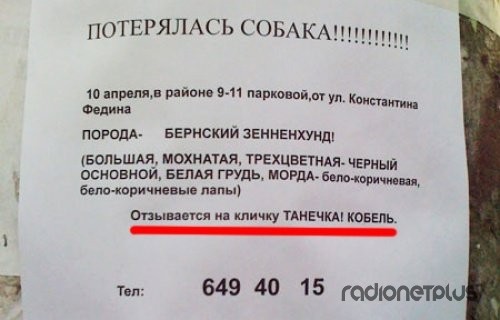 ПОТЕРЯЛАСЬ СОБАКА!!!!!!!!!!!!
10 апреля,в районе 9-11 парковой,от ул. Константина
Федина
ПОРОДА- БЕРНСКИЙ ЗЕННЕНХУНД!
(БОЛЬШАЯ, МОХНАТАЯ, ТРЕХЦВЕТНАЯ- ЧЕРНЫЙ
ОСНОВНОЙ, БЕЛАЯ ГРУДЬ, МОРДА- бело-коричневая,
бело-коричневые лапы)
Отзывается на кличку ТАНЕЧКА! КОБЕЛЬ.
Тел: 649 40 15
radionetplus